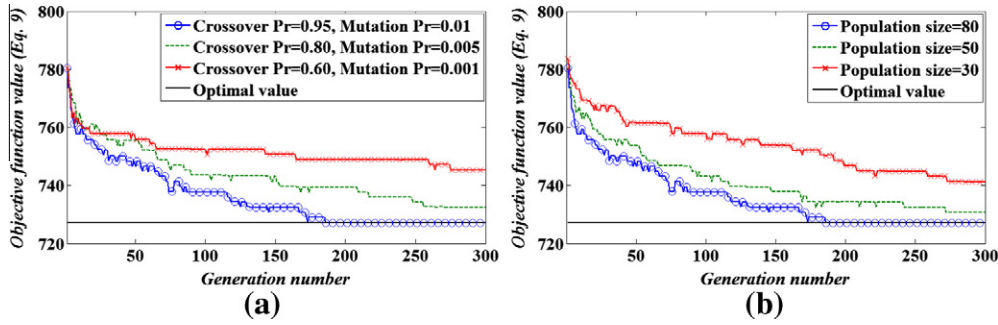 800
780
760
740
720
Objective function value (Eq. 9)
Crossover Pr=0.95, Mutation Pr=0.01
Crossover Pr=0.80, Mutation Pr=0.005
Crossover Pr=0.60, Mutation Pr=0.001
Optimal value
0 50 100 150 200 250 300
Generation number
(a)
800
780
760
740
720
Objective function value (Eq. 9)
Population size=80
Population size=50
Population size=30
Optimal value
0 50 100 150 200 250 300
Generation number
(b)